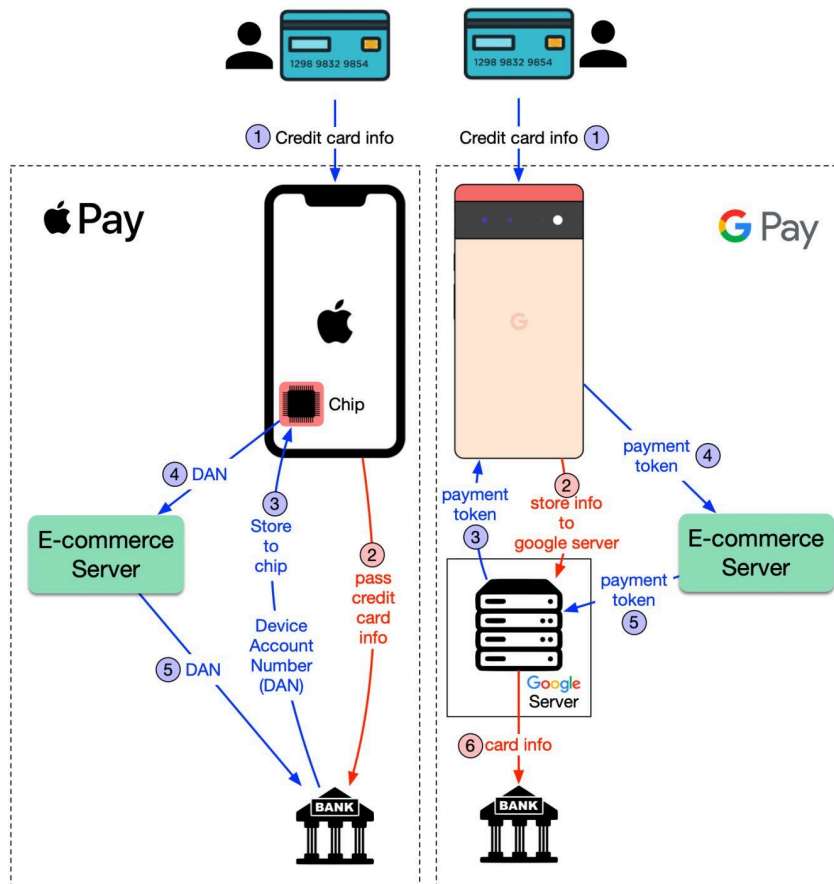 1298 9832 9854
1298 9832 9854
1 Credit card info
Credit card info 1
Pay
G Pay
G
Chip
4 DAN
3
Store
to
chip
2
pass
credit
card
info
E-commerce
Server
Device
Account
Number
(DAN)
5 DAN
BANK
payment 4
token
payment
token
3
2
store info
to
google server
E-commerce
Server
payment
token
5
Google
Server
6 card info
BANK